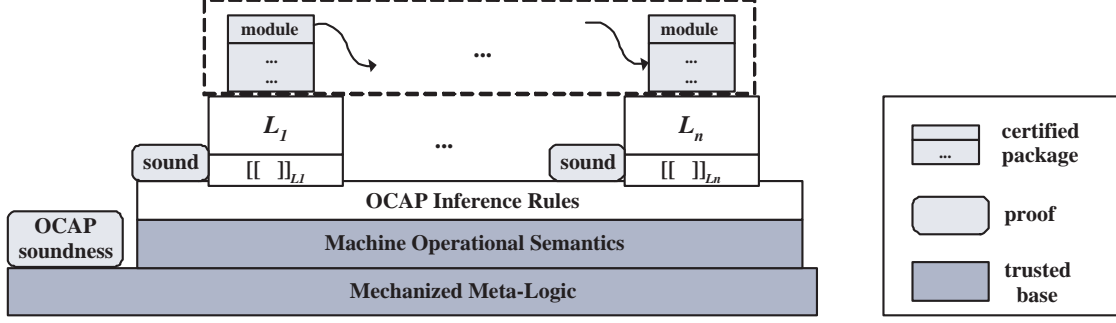 module
...
...
...
module
...
...
L1
...
Ln
sound
[[ ]]L1
sound
[[ ]]Ln
OCAP Inference Rules
OCAP
soundness
Machine Operational Semantics
Mechanized Meta-Logic
...
certified
package
proof
trusted
base